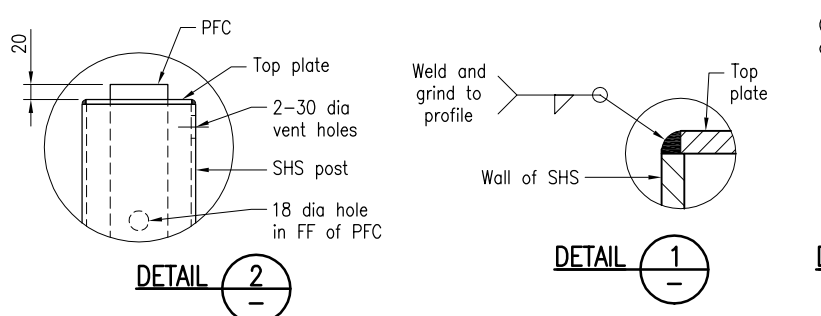 20
PFC
Top plate
2-30 dia
vent holes
SHS post
18 dia hole
in FF of PFC
DETAIL 2
-
Weld and
grind to
profile
Top
plate
Wall of SHS
DETAIL 1
-